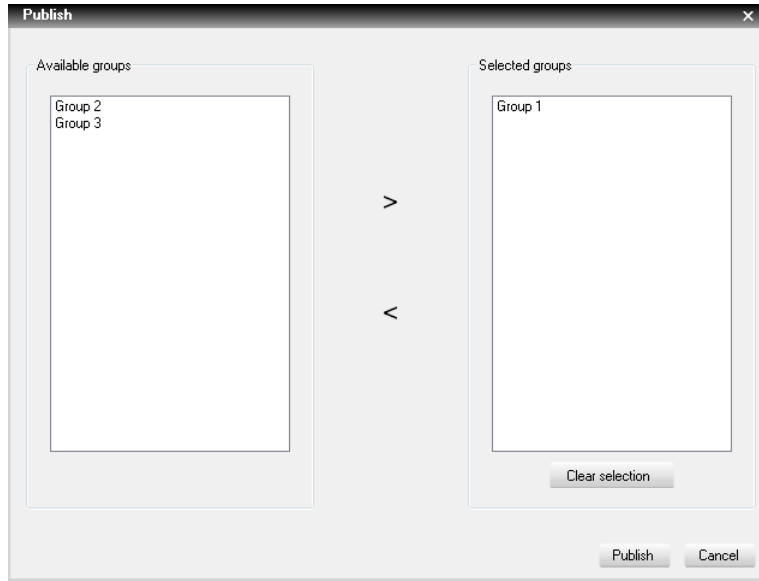 Publish
Available groups
Group 2
Group 3
>
<
Selected groups
Group 1
Clear selection
Publish
Cancel